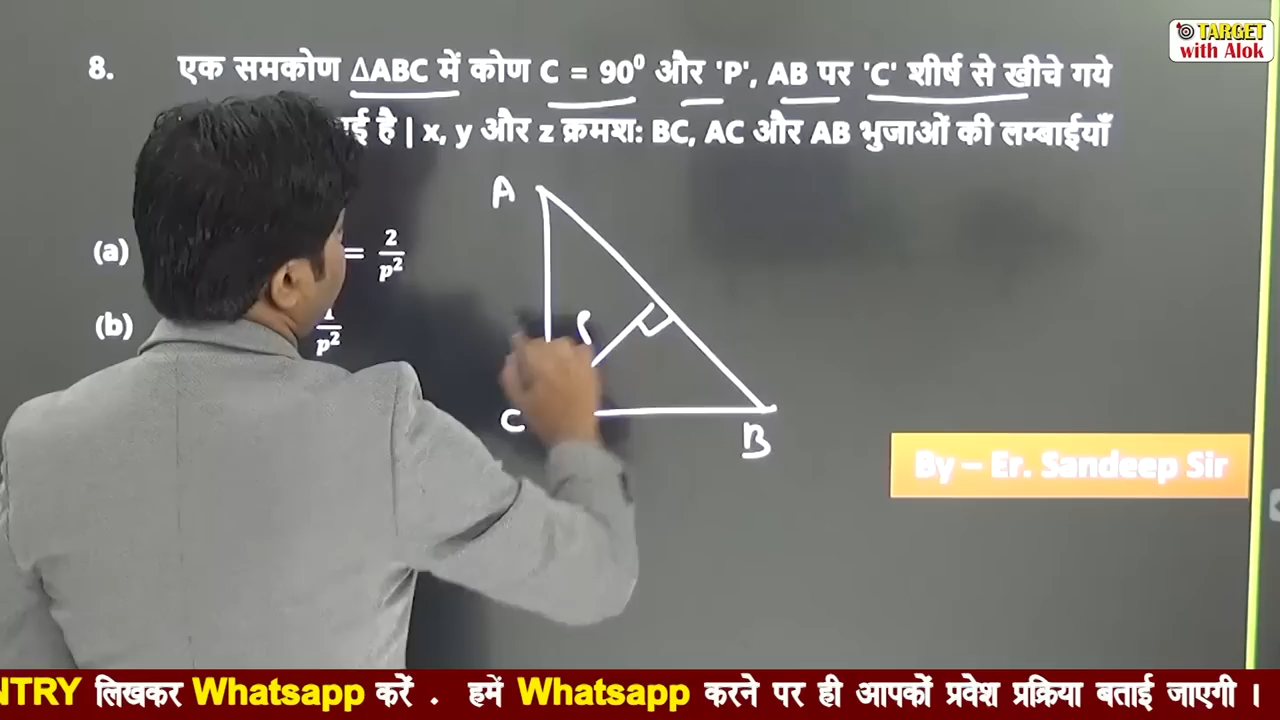 TARGET
with Alok
8. एक समकोण ΔABC में कोण C = 90⁰ और 'P', AB पर 'C' शीर्ष से खीचे गये
है | x, y और z क्रमश: BC, AC और AB भुजाओं की लम्बाईयाँ
A
(a) = 2/p²
(b) 1/p²
C
B
By – Er. Sandeep Sir
लिखकर Whatsapp करें . हमें Whatsapp करने पर ही आपकों प्रवेश प्रक्रिया बताई जाएगी ।